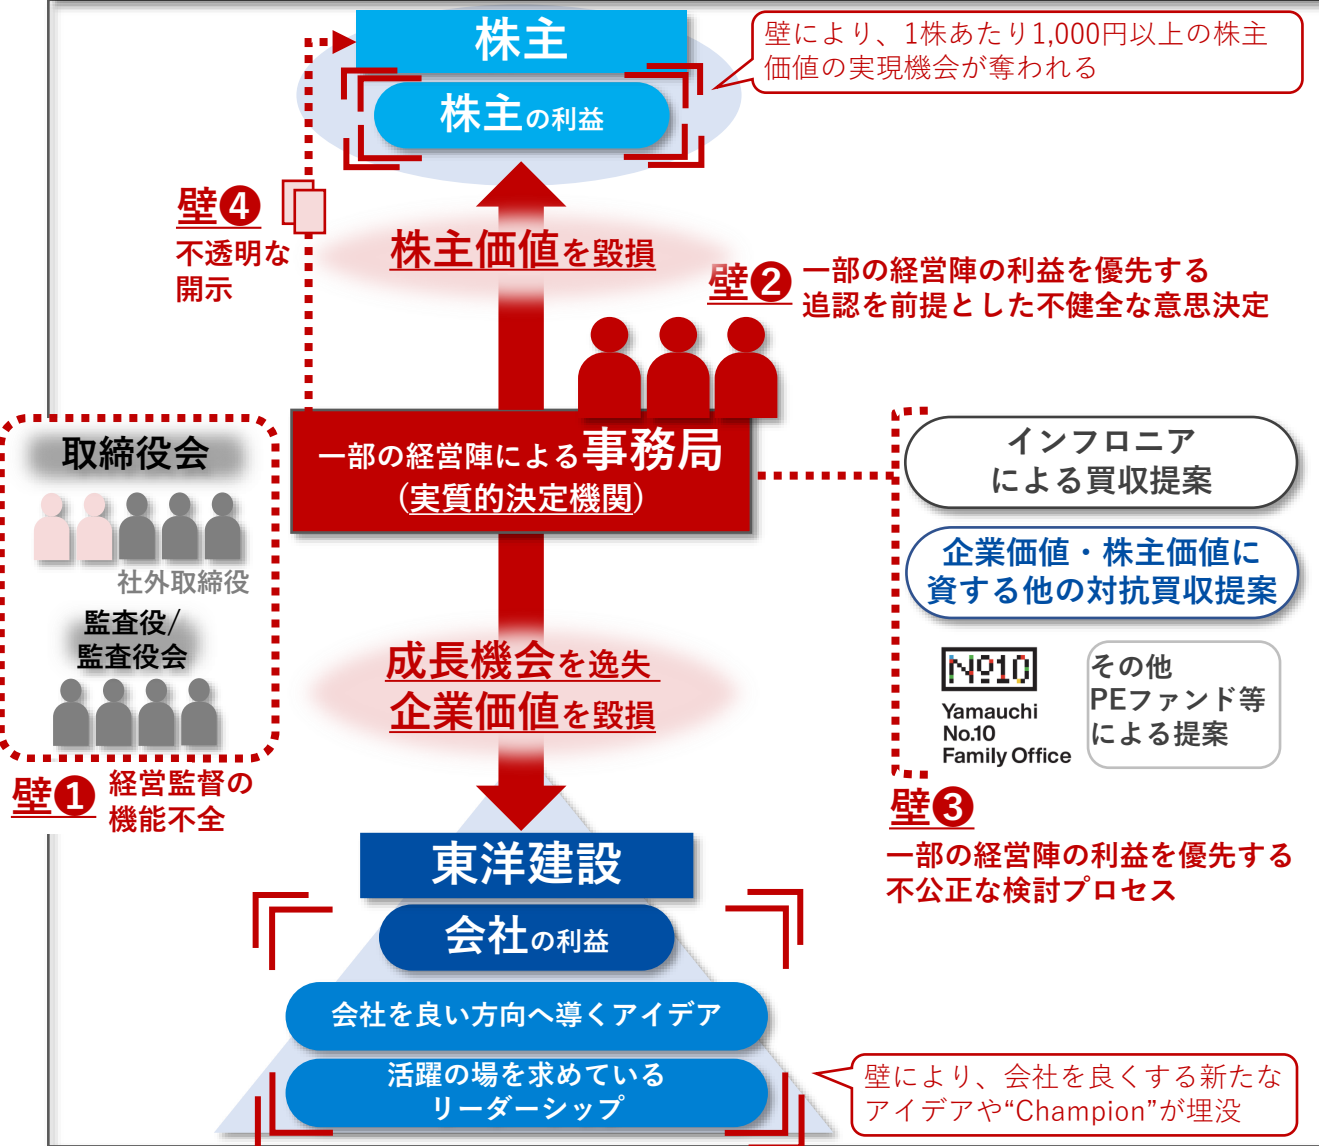 株主
株主の利益
壁により、1株あたり1,000円以上の株主
価値の実現機会が奪われる
壁❹
不透明な
開示
株主価値を毀損
壁❷
一部の経営陣の利益を優先する
追認を前提とした不健全な意思決定
取締役会
社外取締役
監査役/
監査役会
壁❶
経営監督の
機能不全
一部の経営陣による事務局
(実質的決定機関)
インフロニア
による買収提案
企業価値・株主価値に
資する他の対抗買収提案
No10
Yamauchi
No.10
Family Office
その他
PEファンド等
による提案
壁❸
一部の経営陣の利益を優先する
不公正な検討プロセス
成長機会を逸失
企業価値を毀損
東洋建設
会社の利益
会社を良い方向へ導くアイデア
活躍の場を求めている
リーダーシップ
壁により、会社を良くする新たな
アイデアや“Champion”が埋没